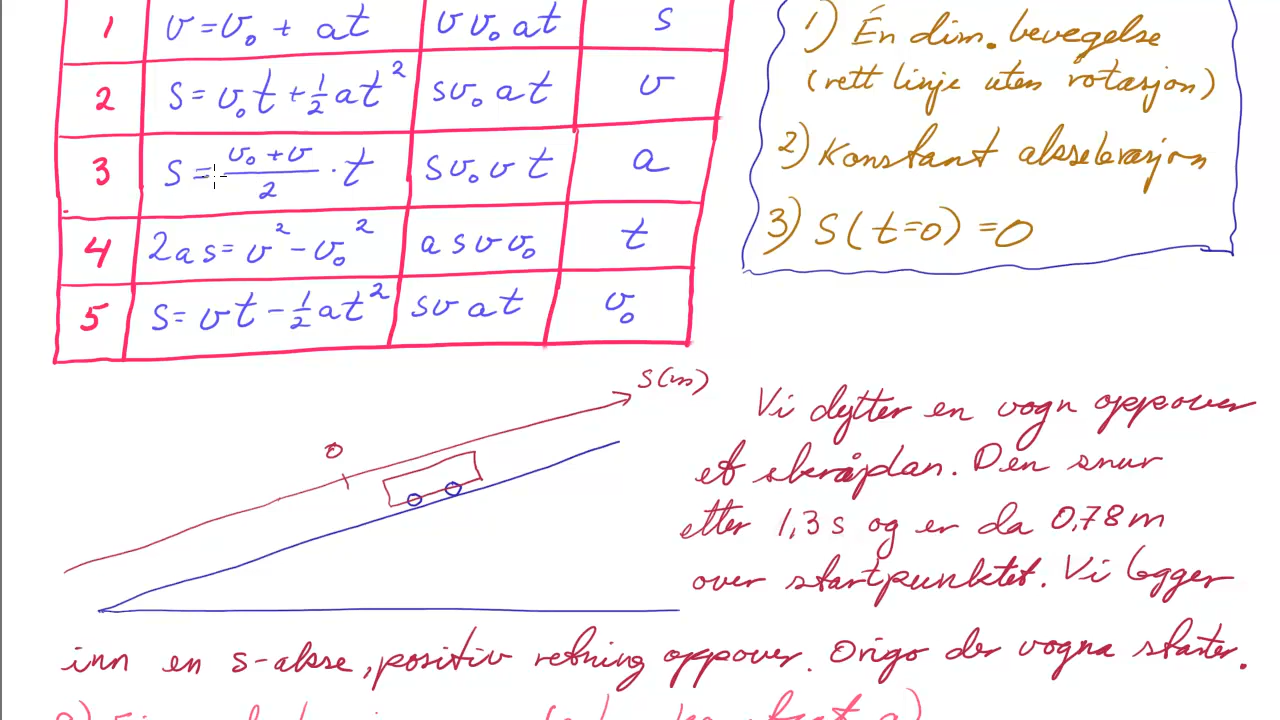 1 v = v₀ + at v v₀ a t s
2 s = v₀t + ½at² s v₀ a t v
3 s = (v₀ + v)/2 · t s v₀ v t a
4 2as = v² - v₀² a s v v₀ t
5 s = vt - ½at² s v a t v₀
1) Én dim. bevegelse
(rett linje uten rotasjon)
2) Konstant akselerasjon
3) S(t=0) = 0
s(m)
0
Vi dytter en vogn oppover
et skråplan. Den snur
etter 1,3 s og er da 0,78 m
over startpunktet. Vi legger
inn en s-akse, positiv retning oppover. Origo der vogna starter.